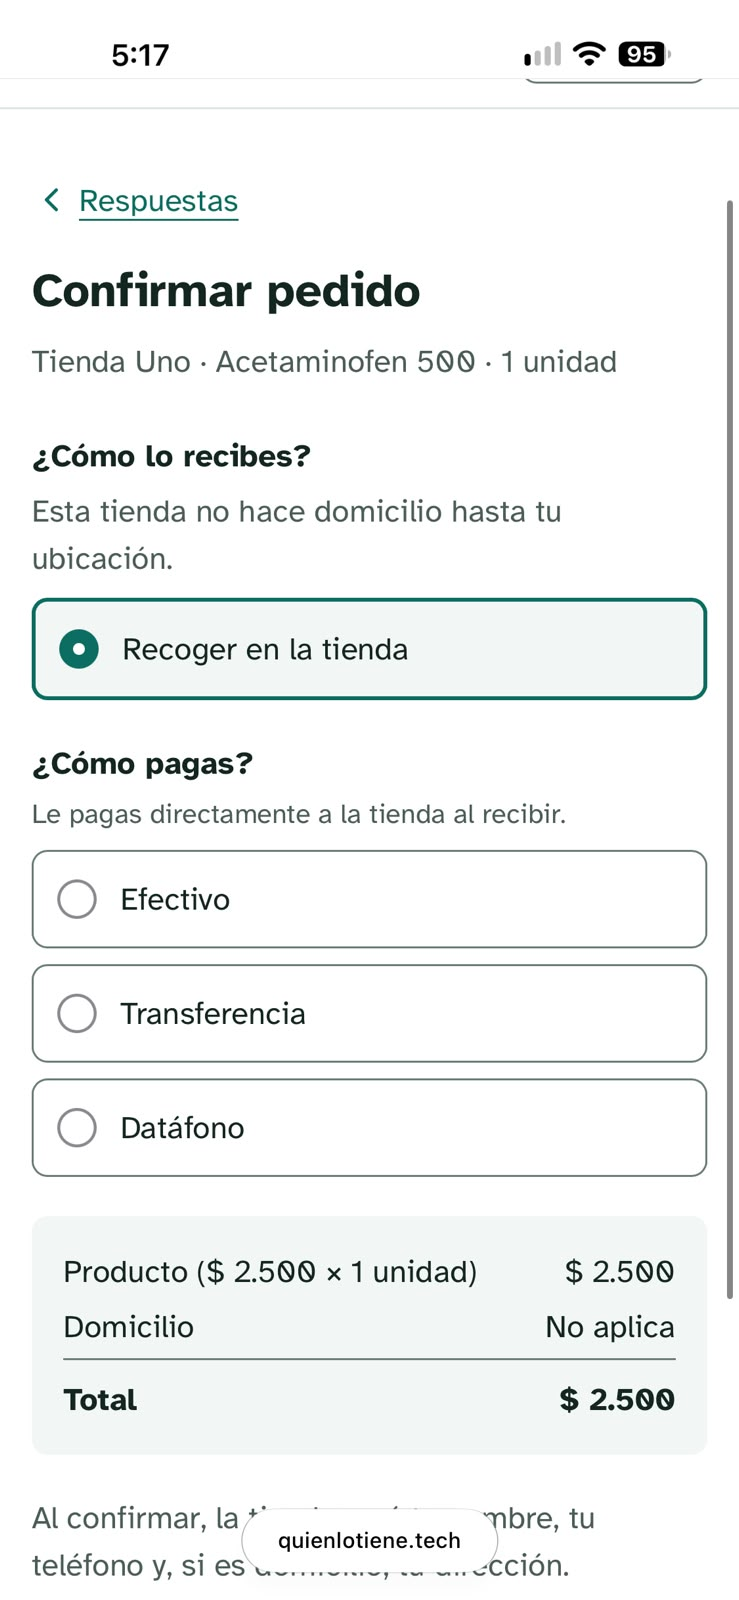 5:17
95
Respuestas
Confirmar pedido
Tienda Uno · Acetaminofen 500 · 1 unidad
¿Cómo lo recibes?
Esta tienda no hace domicilio hasta tu
ubicación.
Recoger en la tienda
¿Cómo pagas?
Le pagas directamente a la tienda al recibir.
Efectivo
Transferencia
Datáfono
Producto ($ 2.500 × 1 unidad) $ 2.500
Domicilio No aplica
Total $ 2.500
Al confirmar, la tu
quienlotiene.tech
teléfono y, si es